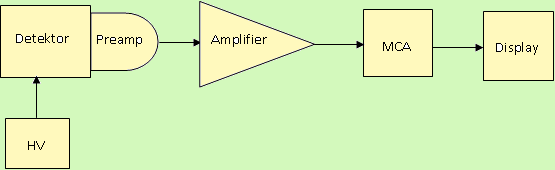 Detektor
Preamp
Amplifier
MCA
Display
HV